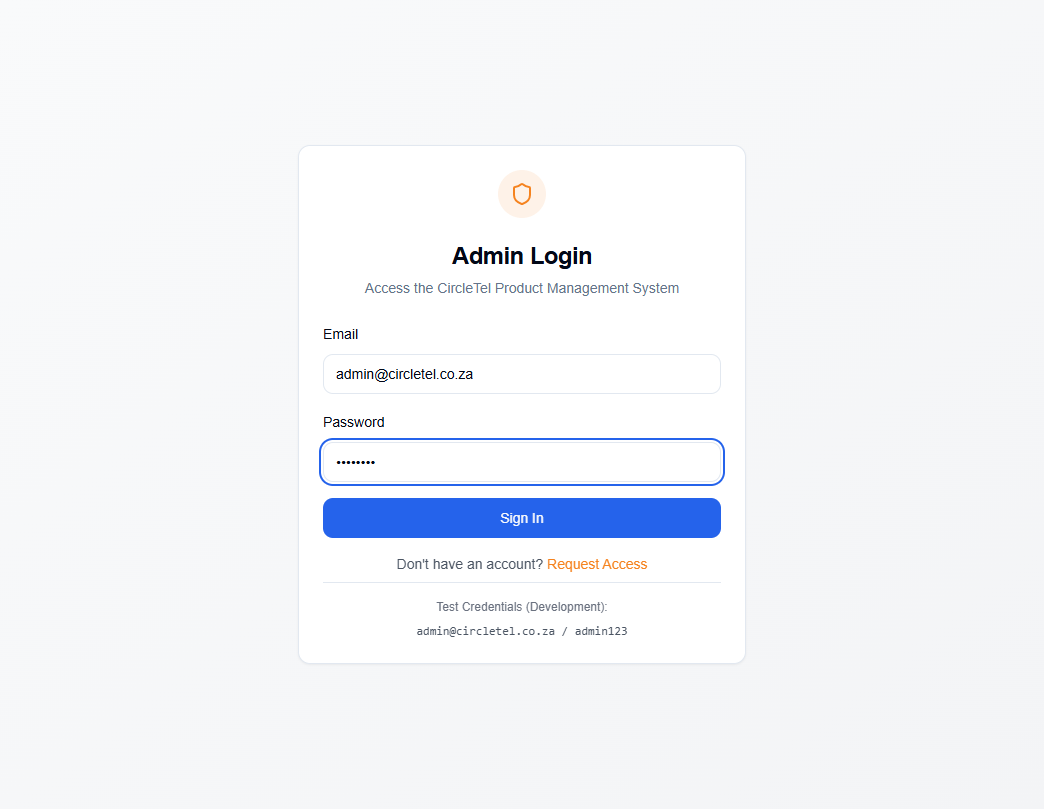 Admin Login
Access the CircleTel Product Management System
Email
admin@circletel.co.za
Password
••••••••
Sign In
Don't have an account? Request Access
Test Credentials (Development):
admin@circletel.co.za / admin123